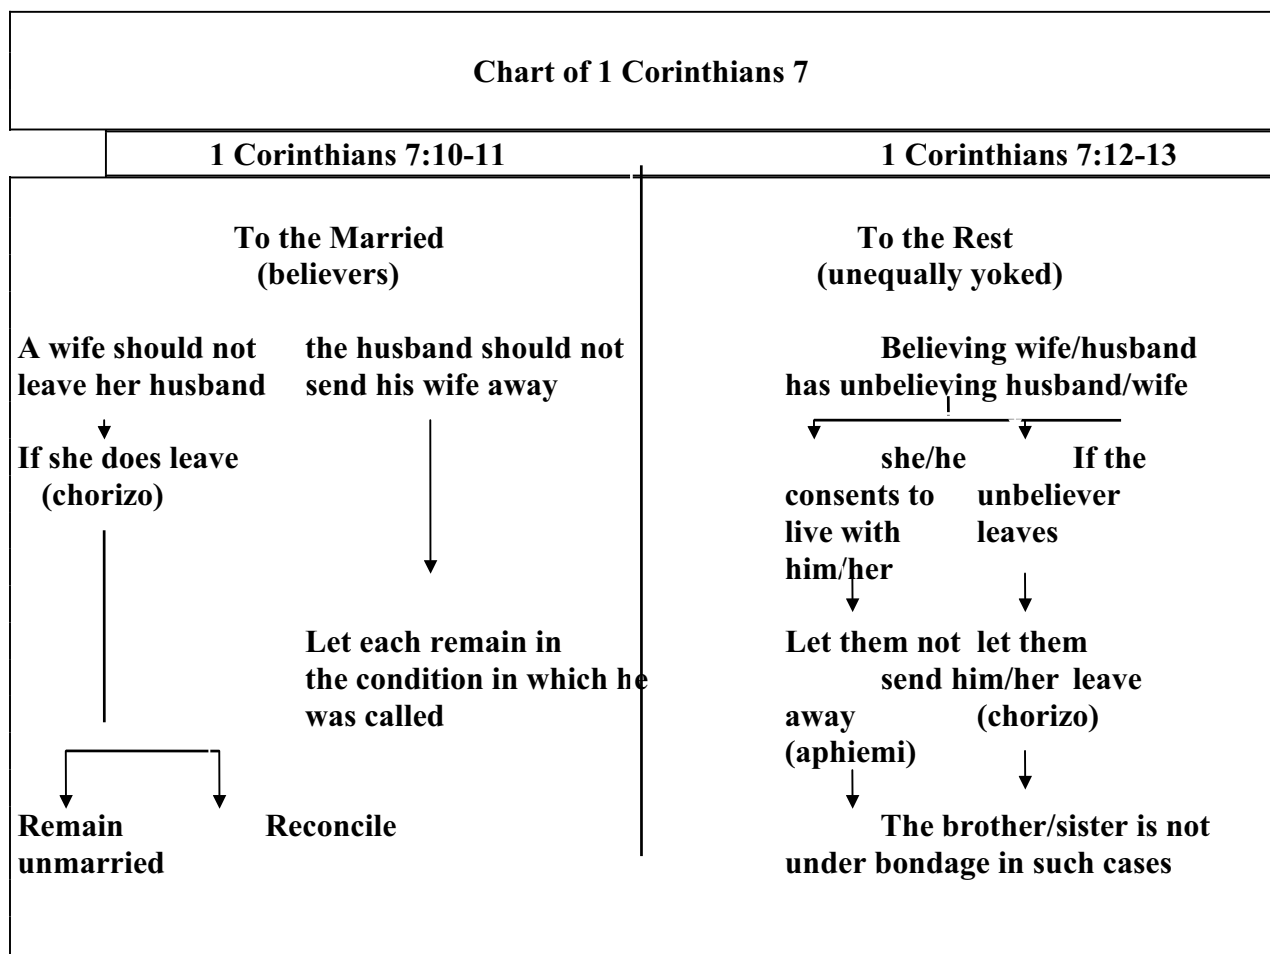 Chart of 1 Corinthians 7
1 Corinthians 7:10-11
1 Corinthians 7:12-13
To the Married
(believers)
A wife should not
leave her husband
the husband should not
send his wife away
If she does leave
(chorizo)
Let each remain in
the condition in which he
was called
Remain
unmarried
Reconcile
To the Rest
(unequally yoked)
Believing wife/husband
has unbelieving husband/wife
she/he
consents to
live with
him/her
If the
unbeliever
leaves
Let them not
send him/her
away
(aphiemi)
let them
leave
(chorizo)
The brother/sister is not
under bondage in such cases